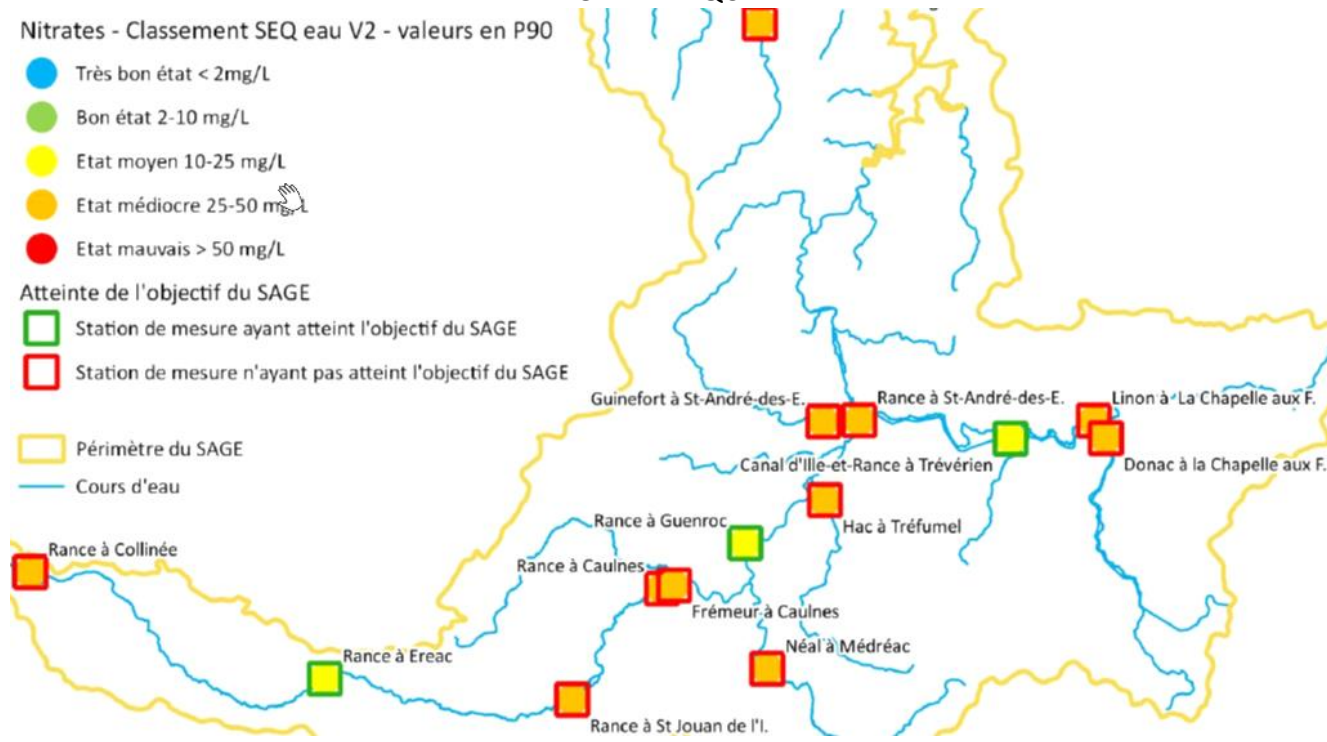 Nitrates - Classement SEQ eau V2 - valeurs en P90
Très bon état < 2mg/L
Bon état 2-10 mg/L
Etat moyen 10-25 mg/L
Etat médiocre 25-50 mg/L
Etat mauvais > 50 mg/L
Atteinte de l'objectif du SAGE
Station de mesure ayant atteint l'objectif du SAGE
Station de mesure n'ayant pas atteint l'objectif du SAGE
Périmètre du SAGE
Cours d'eau
Guinefort à St-André-des-E.
Rance à St-André-des-E.
Linon à La Chapelle aux F.
Canal d'Ille-et-Rance à Trévérien
Donac à la Chapelle aux F.
Rance à Guenroc
Hac à Tréfumel
Rance à Collinée
Rance à Caulnes
Frémeur à Caulnes
Néal à Médréac
Rance à Ereac
Rance à St Jouan de l'I.